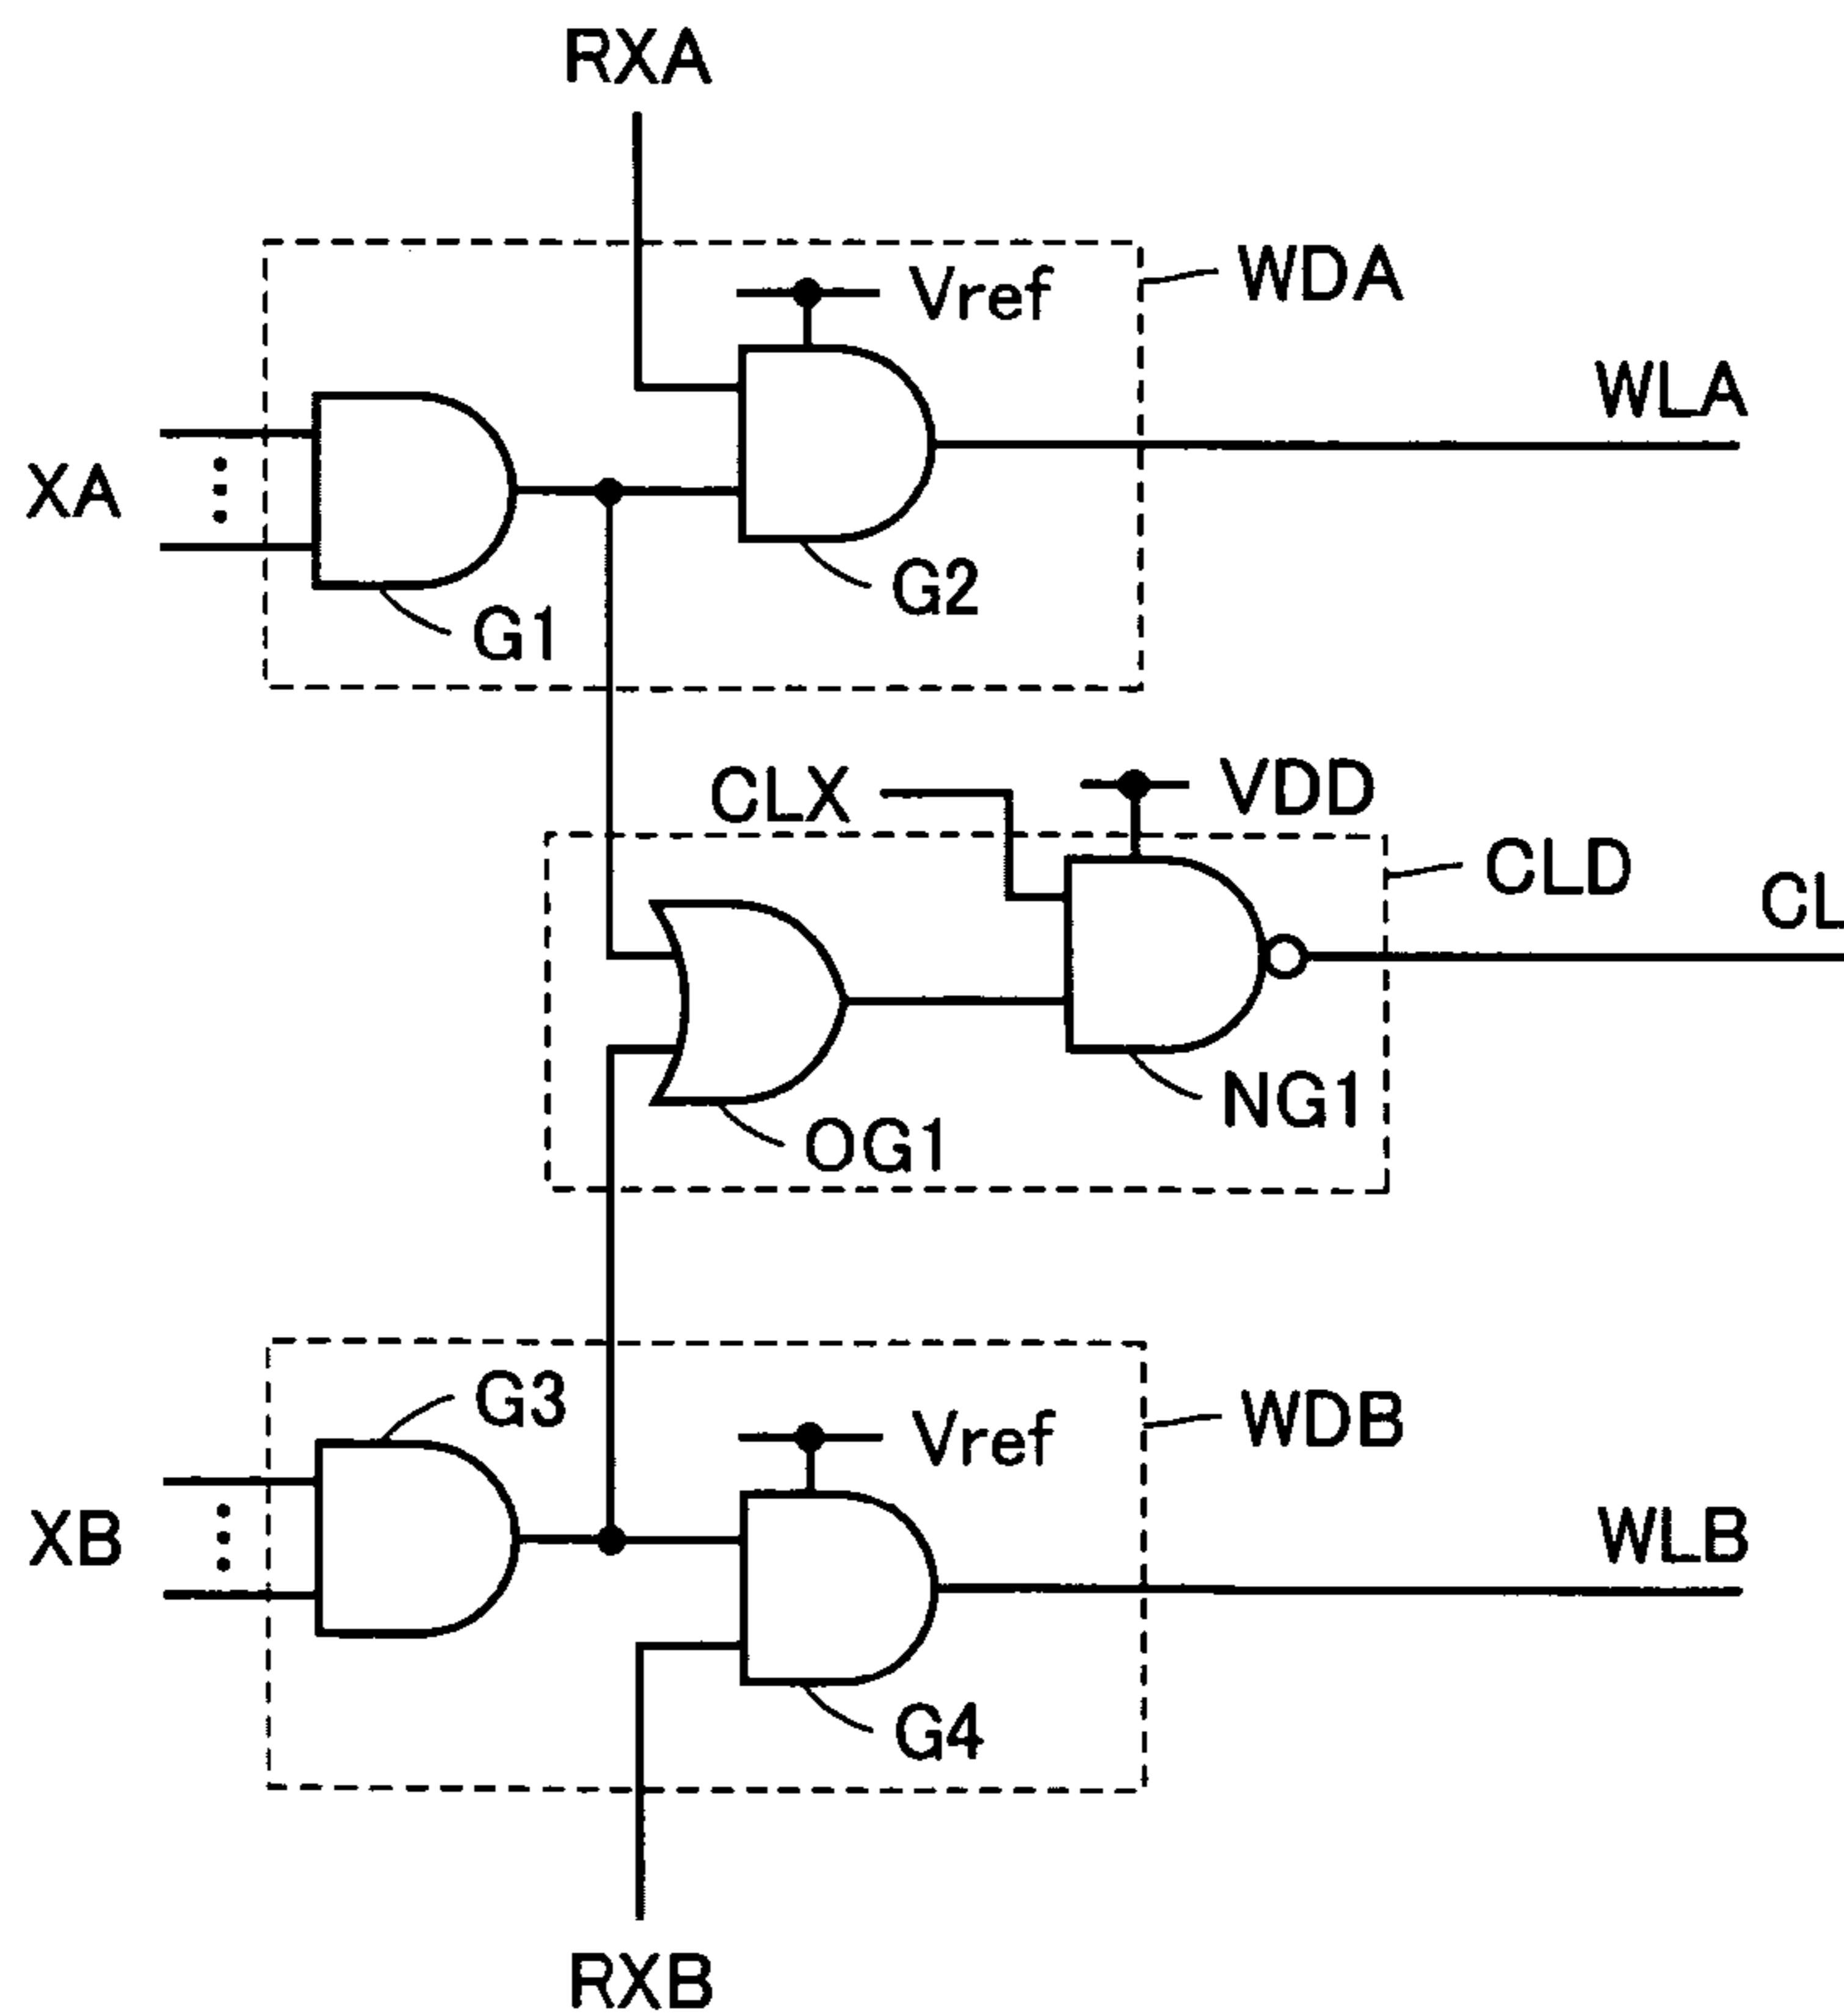 RXA
Vref
WDA
WLA
XA
G2
G1
CLX
VDD
CLD
CL
NG1
OG1
G3
Vref
WDB
XB
WLB
G4
RXB